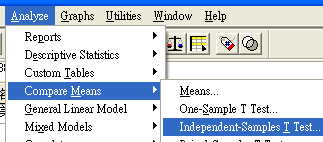 Analyze Graphs Utilities Window Help
Reports
Descriptive Statistics
Custom Tables
Compare Means
Means...
General Linear Model
One-Sample T Test...
Mixed Models
Independent-Samples T Test...